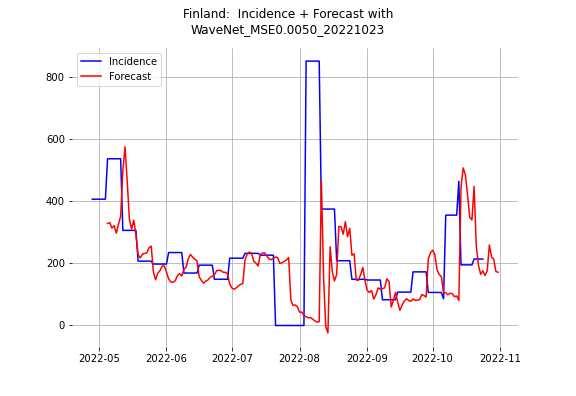 Finland:  Incidence + Forecast with
WaveNet_MSE0.0050_20221023
Incidence
Forecast
800
600
400
200
0
2022-05 2022-06 2022-07 2022-08 2022-09 2022-10 2022-11